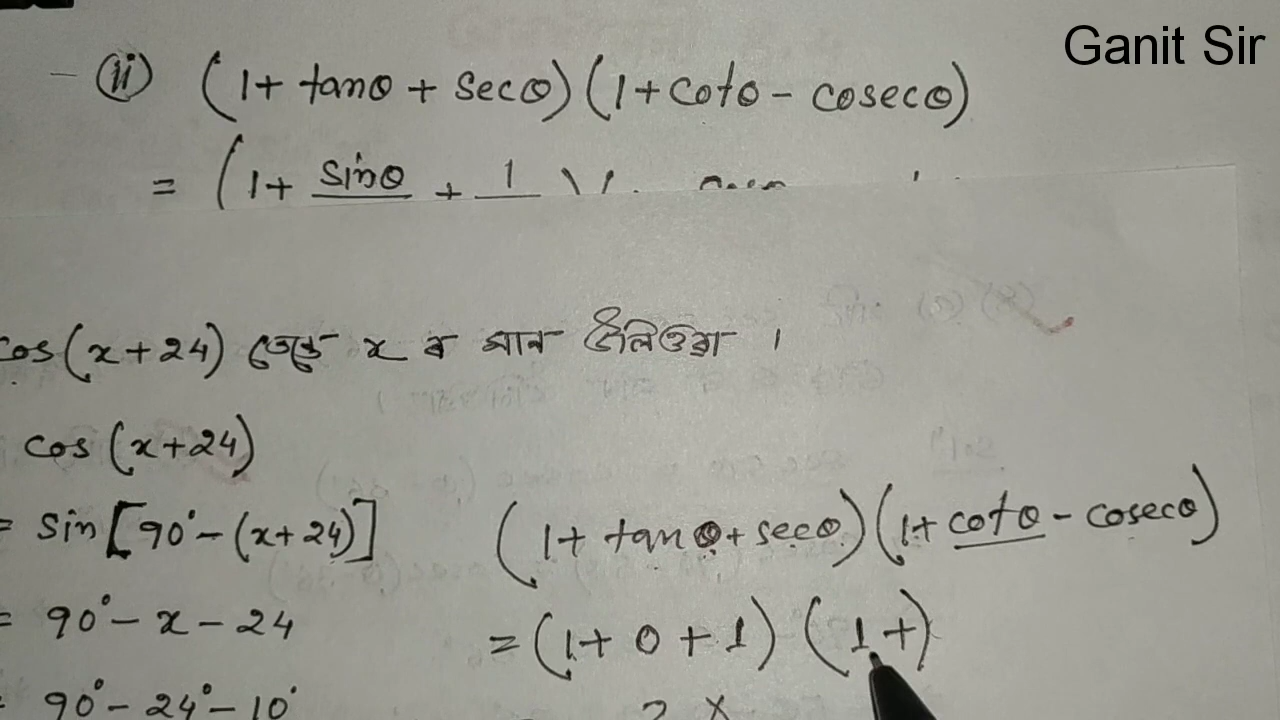 Ganit Sir
(ii) (1 + tanθ + secθ)(1 + cotθ - cosecθ)
= (1 + sinθ + 1
cos(x+24) x ৰ মান উলিওৱা ।
cos(x+24)
= sin[90° - (x+24)]
= 90° - x - 24
= 90° - 24° - 10°
(1 + tanθ + secθ)(1 + cotθ - cosecθ)
= (1 + 0 + 1) (1 +)
2 x